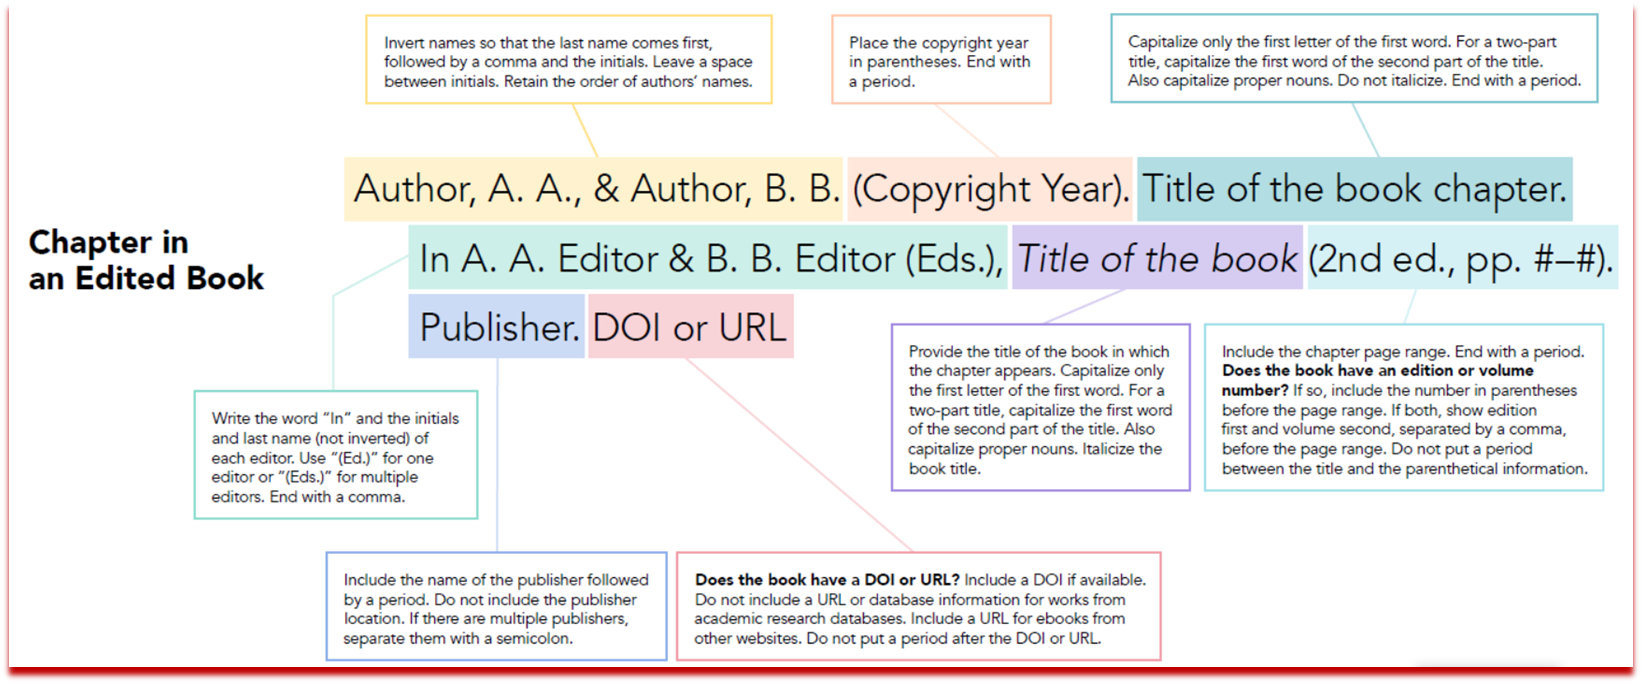 Invert names so that the last name comes first,
followed by a comma and the initials. Leave a space
between initials. Retain the order of authors’ names.
Place the copyright year
in parentheses. End with
a period.
Capitalize only the first letter of the first word. For a two-part
title, capitalize the first word of the second part of the title.
Also capitalize proper nouns. Do not italicize. End with a period.
Author, A. A., & Author, B. B. (Copyright Year). Title of the book chapter.
Chapter in
an Edited Book
In A. A. Editor & B. B. Editor (Eds.), Title of the book (2nd ed., pp. #–#).
Publisher. DOI or URL
Write the word “In” and the initials
and last name (not inverted) of
each editor. Use “(Ed.)” for one
editor or “(Eds.)” for multiple
editors. End with a comma.
Provide the title of the book in which
the chapter appears. Capitalize only
the first letter of the first word. For a
two-part title, capitalize the first word
of the second part of the title. Also
capitalize proper nouns. Italicize the
book title.
Include the chapter page range. End with a period.
Does the book have an edition or volume
number? If so, include the number in parentheses
before the page range. If both, show edition
first and volume second, separated by a comma,
before the page range. Do not put a period
between the title and the parenthetical information.
Include the name of the publisher followed
by a period. Do not include the publisher
location. If there are multiple publishers,
separate them with a semicolon.
Does the book have a DOI or URL? Include a DOI if available.
Do not include a URL or database information for works from
academic research databases. Include a URL for ebooks from
other websites. Do not put a period after the DOI or URL.